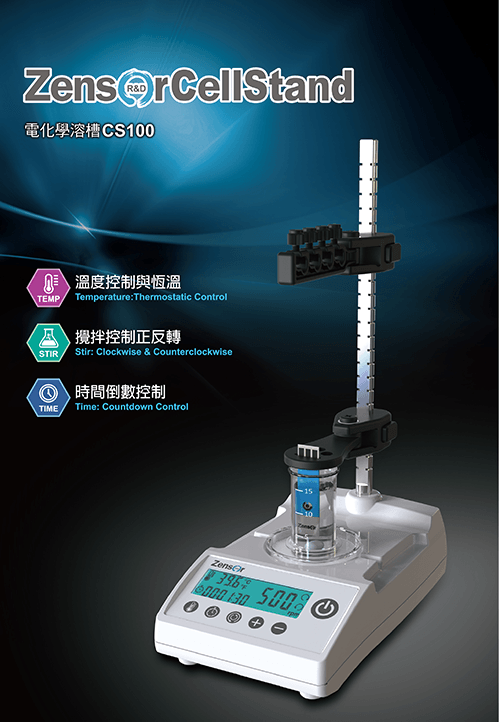 ZensorCellStand
R&D
電化學溶槽CS100
溫度控制與恆溫
TEMP
Temperature:Thermostatic Control
攪拌控制正反轉
STIR
Stir: Clockwise & Counterclockwise
時間倒數控制
TIME
Time: Countdown Control
15
10
Zensor
Zensor
39.6 °C
00:01:30 500
rpm